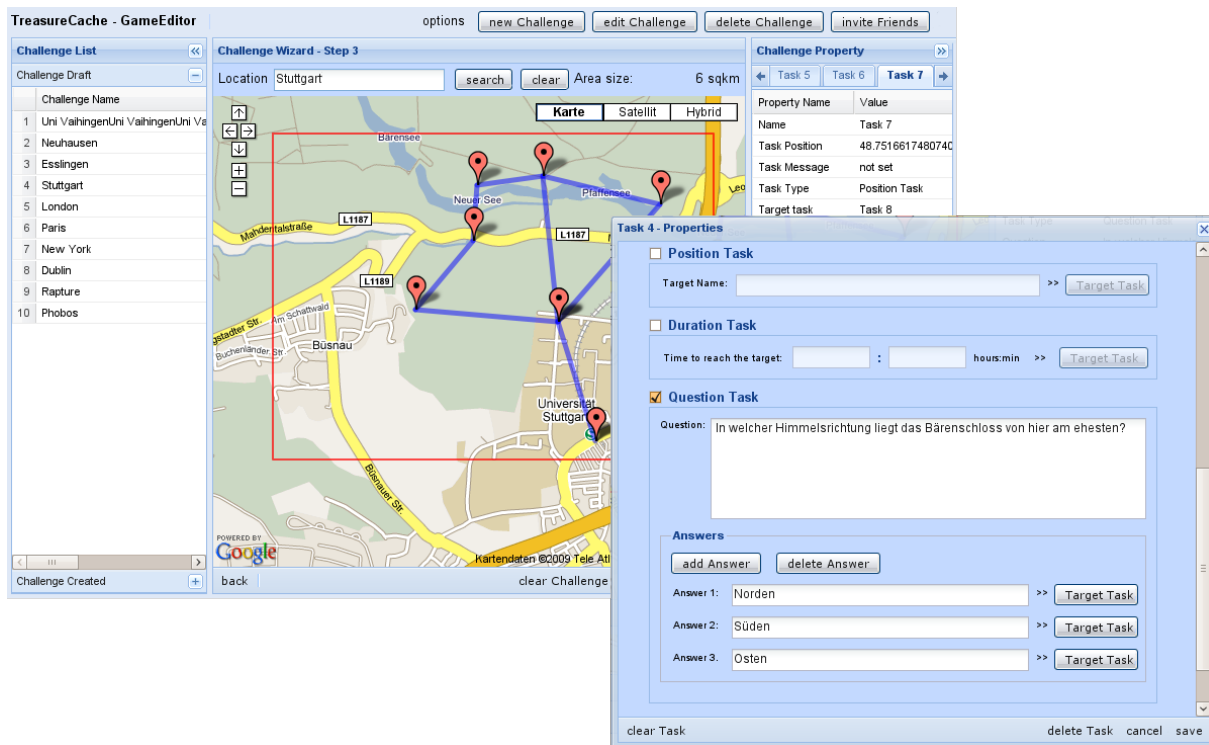 TreasureCache - GameEditor
options new Challenge edit Challenge delete Challenge invite Friends
Challenge List
Challenge Draft
Challenge Name
1 Uni VaihingenUni VaihingenUni Va
2 Neuhausen
3 Esslingen
4 Stuttgart
5 London
6 Paris
7 New York
8 Dublin
9 Rapture
10 Phobos
Challenge Created
Challenge Wizard - Step 3
Location Stuttgart search clear Area size: 6 sqkm
Karte Satellit Hybrid
Bärensee
Neuer See
Pfaffensee
Leo
L1187
Mahdentalstraße
L1187
L1189
Am Schattwald
Büsnau
Universität
Stuttgart
Büsnauer Str.
POWERED BY
Google
Kartendaten ©2009 Tele Atl
back clear Challenge
Challenge Property
Task 5 Task 6 Task 7
Property Name Value
Name Task 7
Task Position 48.7516617480740
Task Message not set
Task Type Position Task
Target task Task 8
Task Type Question Task
Task 4 - Properties
Position Task
Target Name: >> Target Task
Duration Task
Time to reach the target: : hours:min >> Target Task
Question Task
Question: In welcher Himmelsrichtung liegt das Bärenschloss von hier am ehesten?
Answers
add Answer delete Answer
Answer 1: Norden >> Target Task
Answer 2: Süden >> Target Task
Answer 3. Osten >> Target Task
clear Task delete Task cancel save